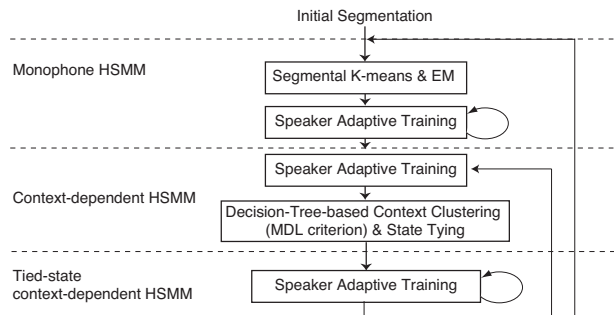 Initial Segmentation
Monophone HSMM
Segmental K-means & EM
Speaker Adaptive Training
Speaker Adaptive Training
Context-dependent HSMM
Decision-Tree-based Context Clustering
(MDL criterion) & State Tying
Tied-state
context-dependent HSMM
Speaker Adaptive Training